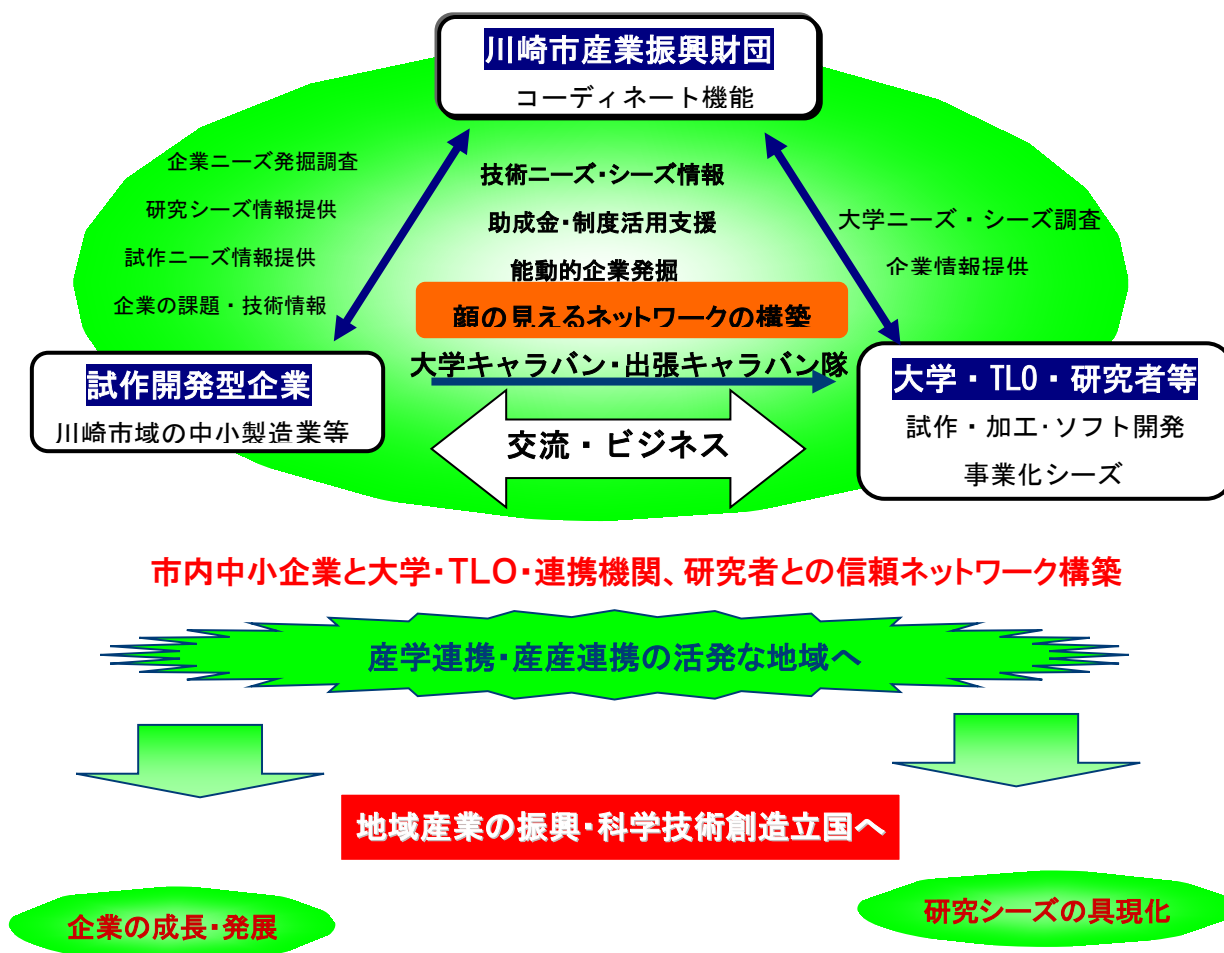 川崎市産業振興財団
コーディネート機能
企業ニーズ発掘調査
研究シーズ情報提供
試作ニーズ情報提供
企業の課題・技術情報
技術ニーズ・シーズ情報
助成金・制度活用支援
能動的企業発掘
顔の見えるネットワークの構築
大学キャラバン・出張キャラバン隊
大学ニーズ・シーズ調査
企業情報提供
試作開発型企業
川崎市域の中小製造業等
交流・ビジネス
大学・TLO・研究者等
試作・加工・ソフト開発
事業化シーズ
市内中小企業と大学・TLO・連携機関、研究者との信頼ネットワーク構築
産学連携・産産連携の活発な地域へ
地域産業の振興・科学技術創造立国へ
企業の成長・発展
研究シーズの具現化